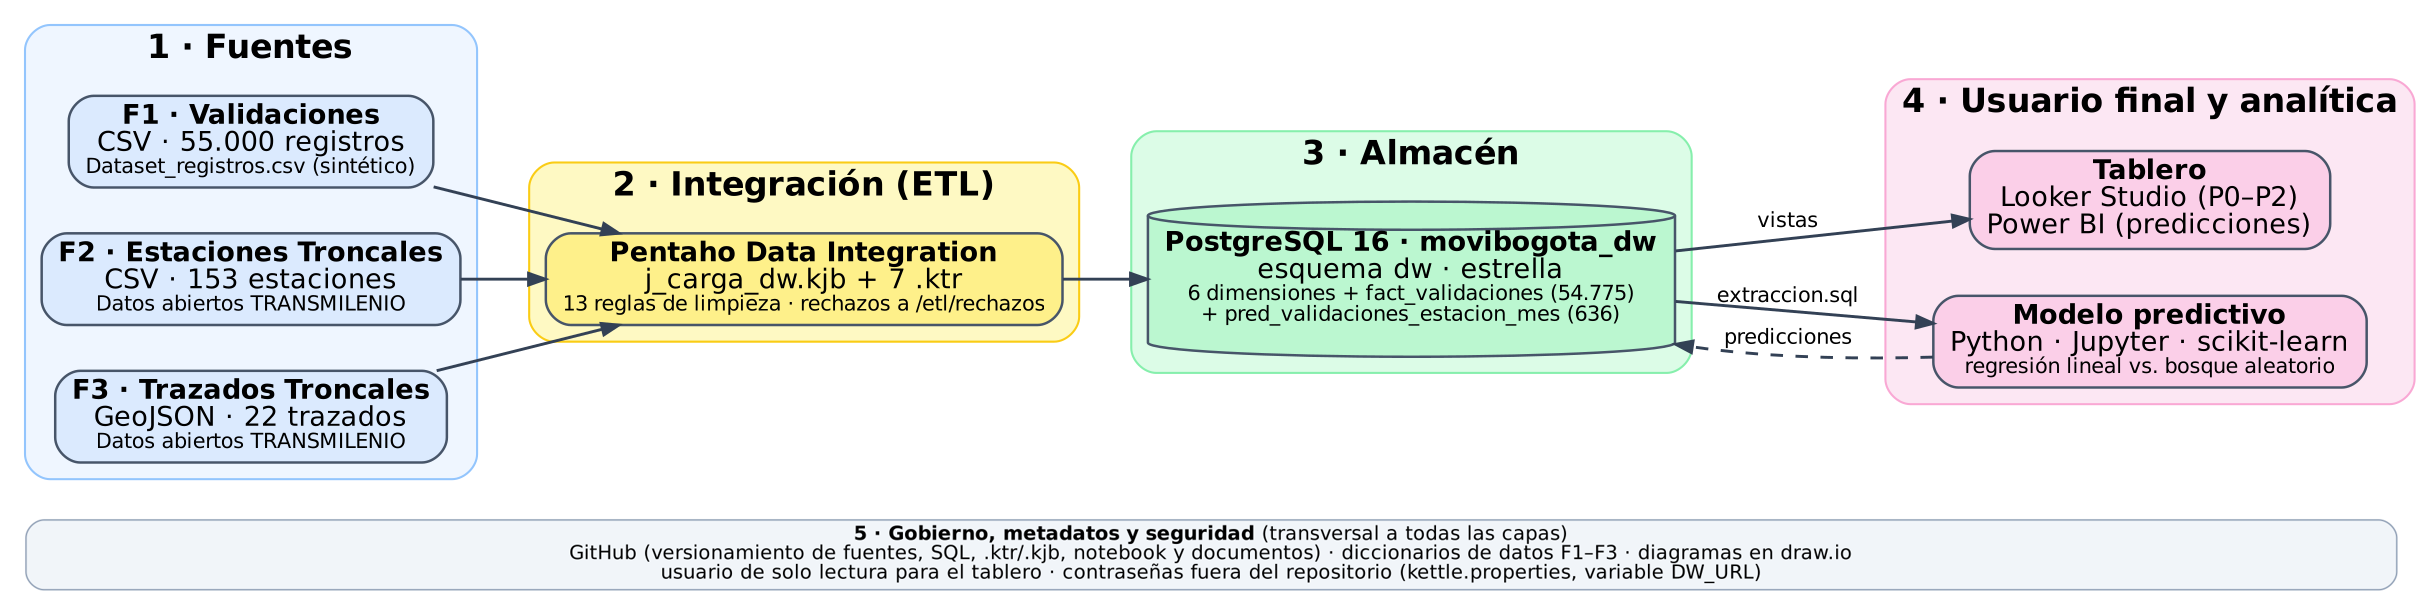 1 · Fuentes
F1 · Validaciones
CSV · 55.000 registros
Dataset_registros.csv (sintético)
F2 · Estaciones Troncales
CSV · 153 estaciones
Datos abiertos TRANSMILENIO
F3 · Trazados Troncales
GeoJSON · 22 trazados
Datos abiertos TRANSMILENIO
2 · Integración (ETL)
Pentaho Data Integration
j_carga_dw.kjb + 7 .ktr
13 reglas de limpieza · rechazos a /etl/rechazos
3 · Almacén
PostgreSQL 16 · movibogota_dw
esquema dw · estrella
6 dimensiones + fact_validaciones (54.775)
+ pred_validaciones_estacion_mes (636)
vistas
extraccion.sql
predicciones
4 · Usuario final y analítica
Tablero
Looker Studio (P0–P2)
Power BI (predicciones)
Modelo predictivo
Python · Jupyter · scikit-learn
regresión lineal vs. bosque aleatorio
5 · Gobierno, metadatos y seguridad (transversal a todas las capas)
GitHub (versionamiento de fuentes, SQL, .ktr/.kjb, notebook y documentos) · diccionarios de datos F1–F3 · diagramas en draw.io
usuario de solo lectura para el tablero · contraseñas fuera del repositorio (kettle.properties, variable DW_URL)